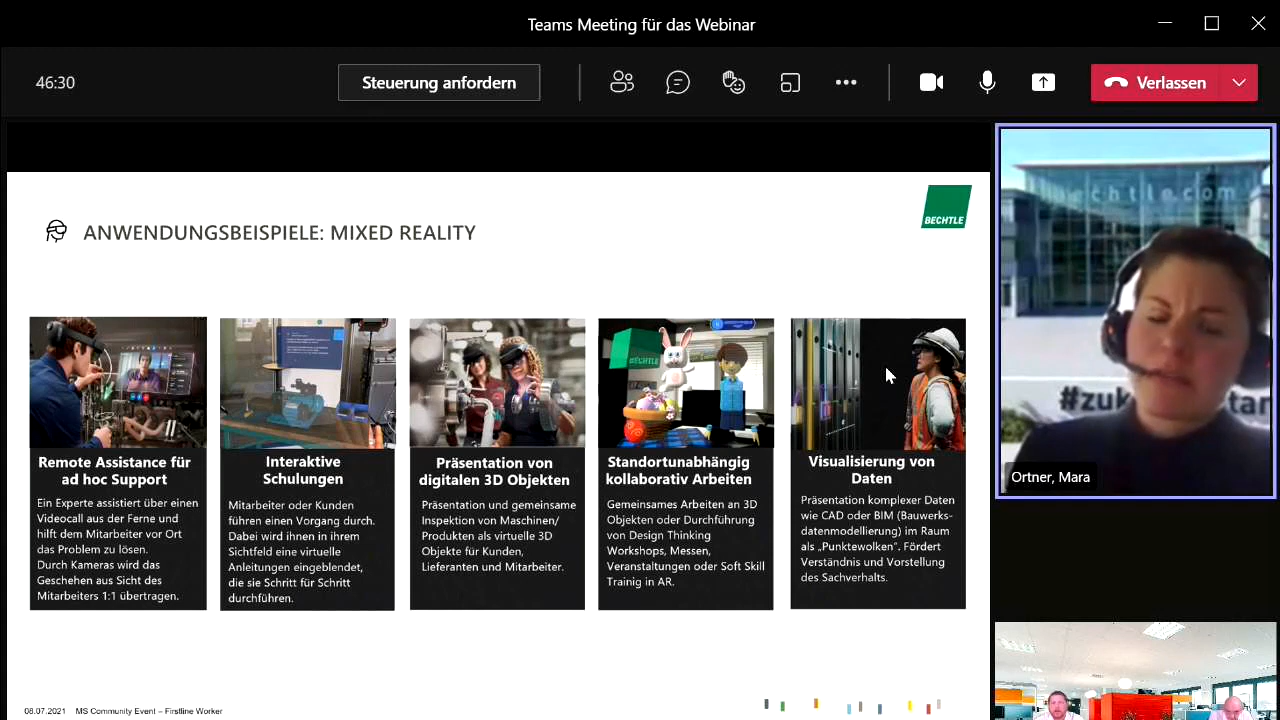 Teams Meeting für das Webinar
46:30
Steuerung anfordern
Verlassen
BECHTLE
ANWENDUNGSBEISPIELE: MIXED REALITY
bechtle.com
BECHTLE
Remote Assistance für
ad hoc Support
Ein Experte assistiert über einen
Videocall aus der Ferne und
hilft dem Mitarbeiter vor Ort
das Problem zu lösen.
Durch Kameras wird das
Geschehen aus Sicht des
Mitarbeiters 1:1 übertragen.
Interaktive
Schulungen
Mitarbeiter oder Kunden
führen einen Vorgang durch.
Dabei wird ihnen in ihrem
Sichtfeld eine virtuelle
Anleitungen eingeblendet,
die sie Schritt für Schritt
durchführen.
Präsentation von
digitalen 3D Objekten
Präsentation und gemeinsame
Inspektion von Maschinen/
Produkten als virtuelle 3D
Objekte für Kunden,
Lieferanten und Mitarbeiter.
Standortunabhängig
kollaborativ Arbeiten
Gemeinsames Arbeiten an 3D
Objekten oder Durchführung
von Design Thinking
Workshops, Messen,
Veranstaltungen oder Soft Skill
Trainig in AR.
Visualisierung von
Daten
Präsentation komplexer Daten
wie CAD oder BIM (Bauwerks-
datenmodellierung) im Raum
als „Punktewolken". Fördert
Verständnis und Vorstellung
des Sachverhalts.
#zuk
Ortner, Mara
08.07.2021 MS Community Event – Firstline Worker